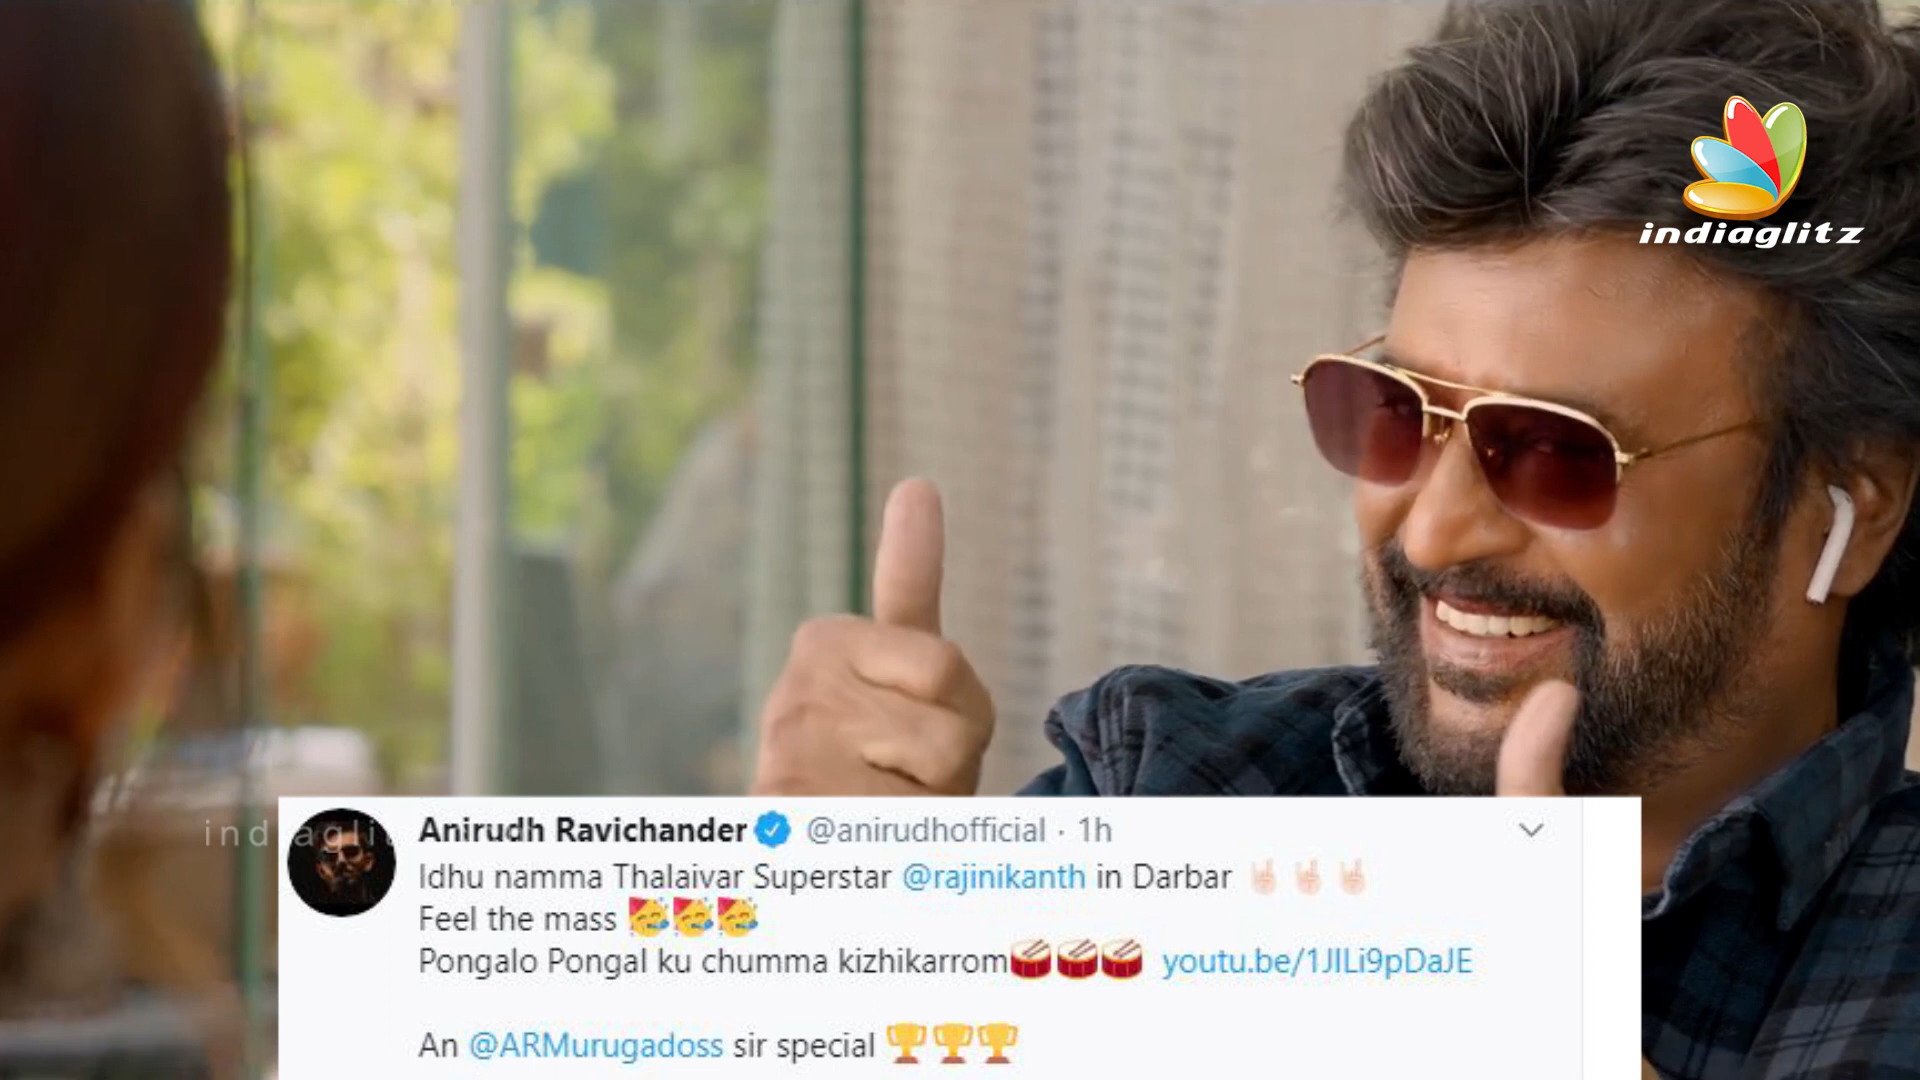 indiaglitz
indiaglit
Anirudh Ravichander @anirudhofficial · 1h
Idhu namma Thalaivar Superstar @rajinikanth in Darbar 🤘🏻🤘🏻🤘🏻
Feel the mass 🥳🥳🥳
Pongalo Pongal ku chumma kizhikarrom🥁🥁🥁 youtu.be/1JILi9pDaJE
An @ARMurugadoss sir special 🏆🏆🏆